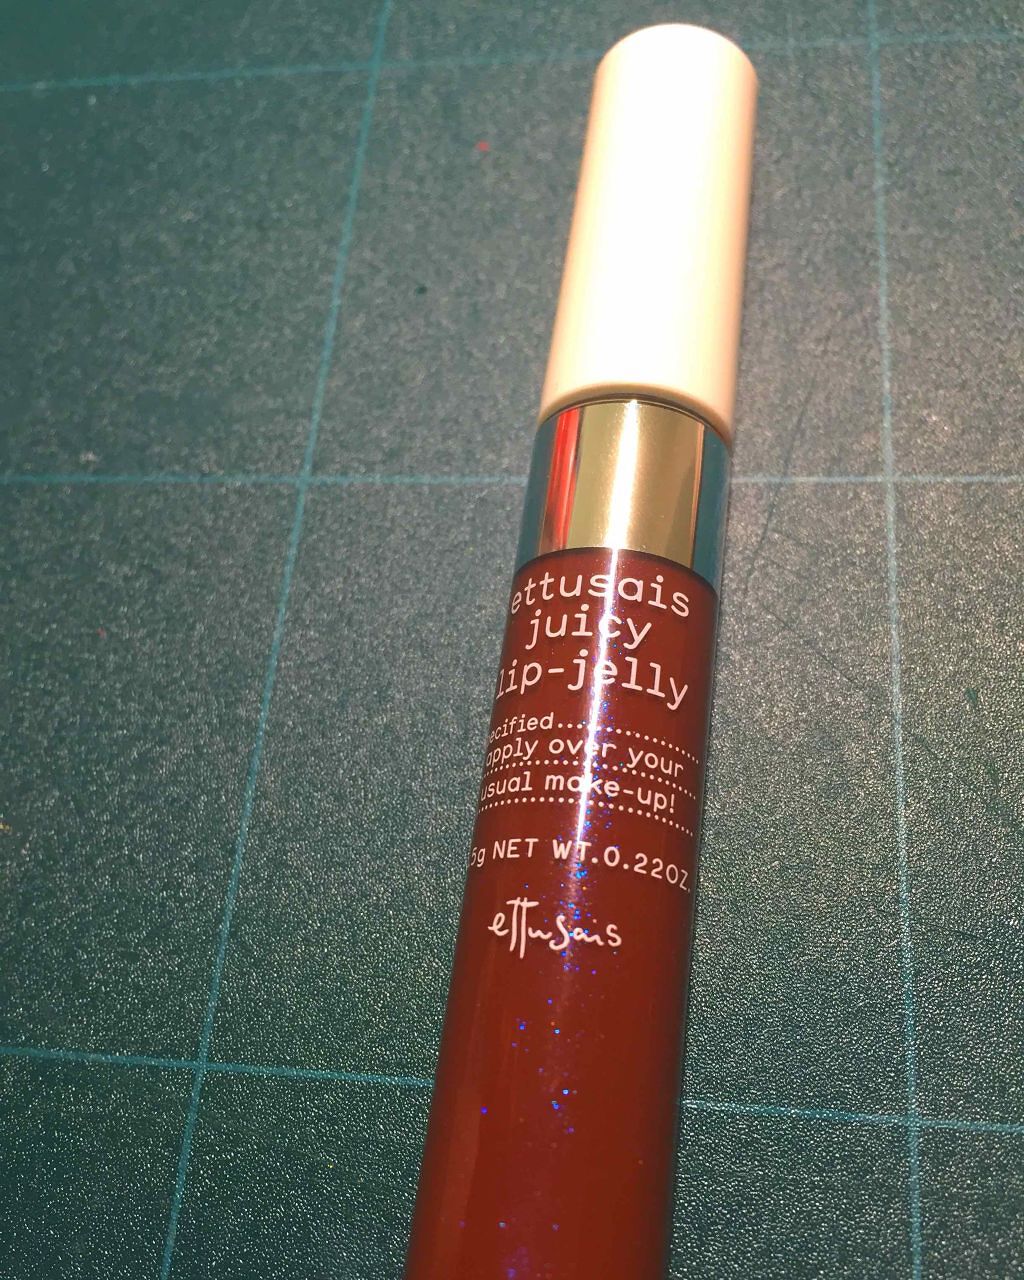 ettusais
juicy
lip-jelly
ecified..................
apply over your
usual make-up!
5g NET WT.0.22OZ.
ettusais